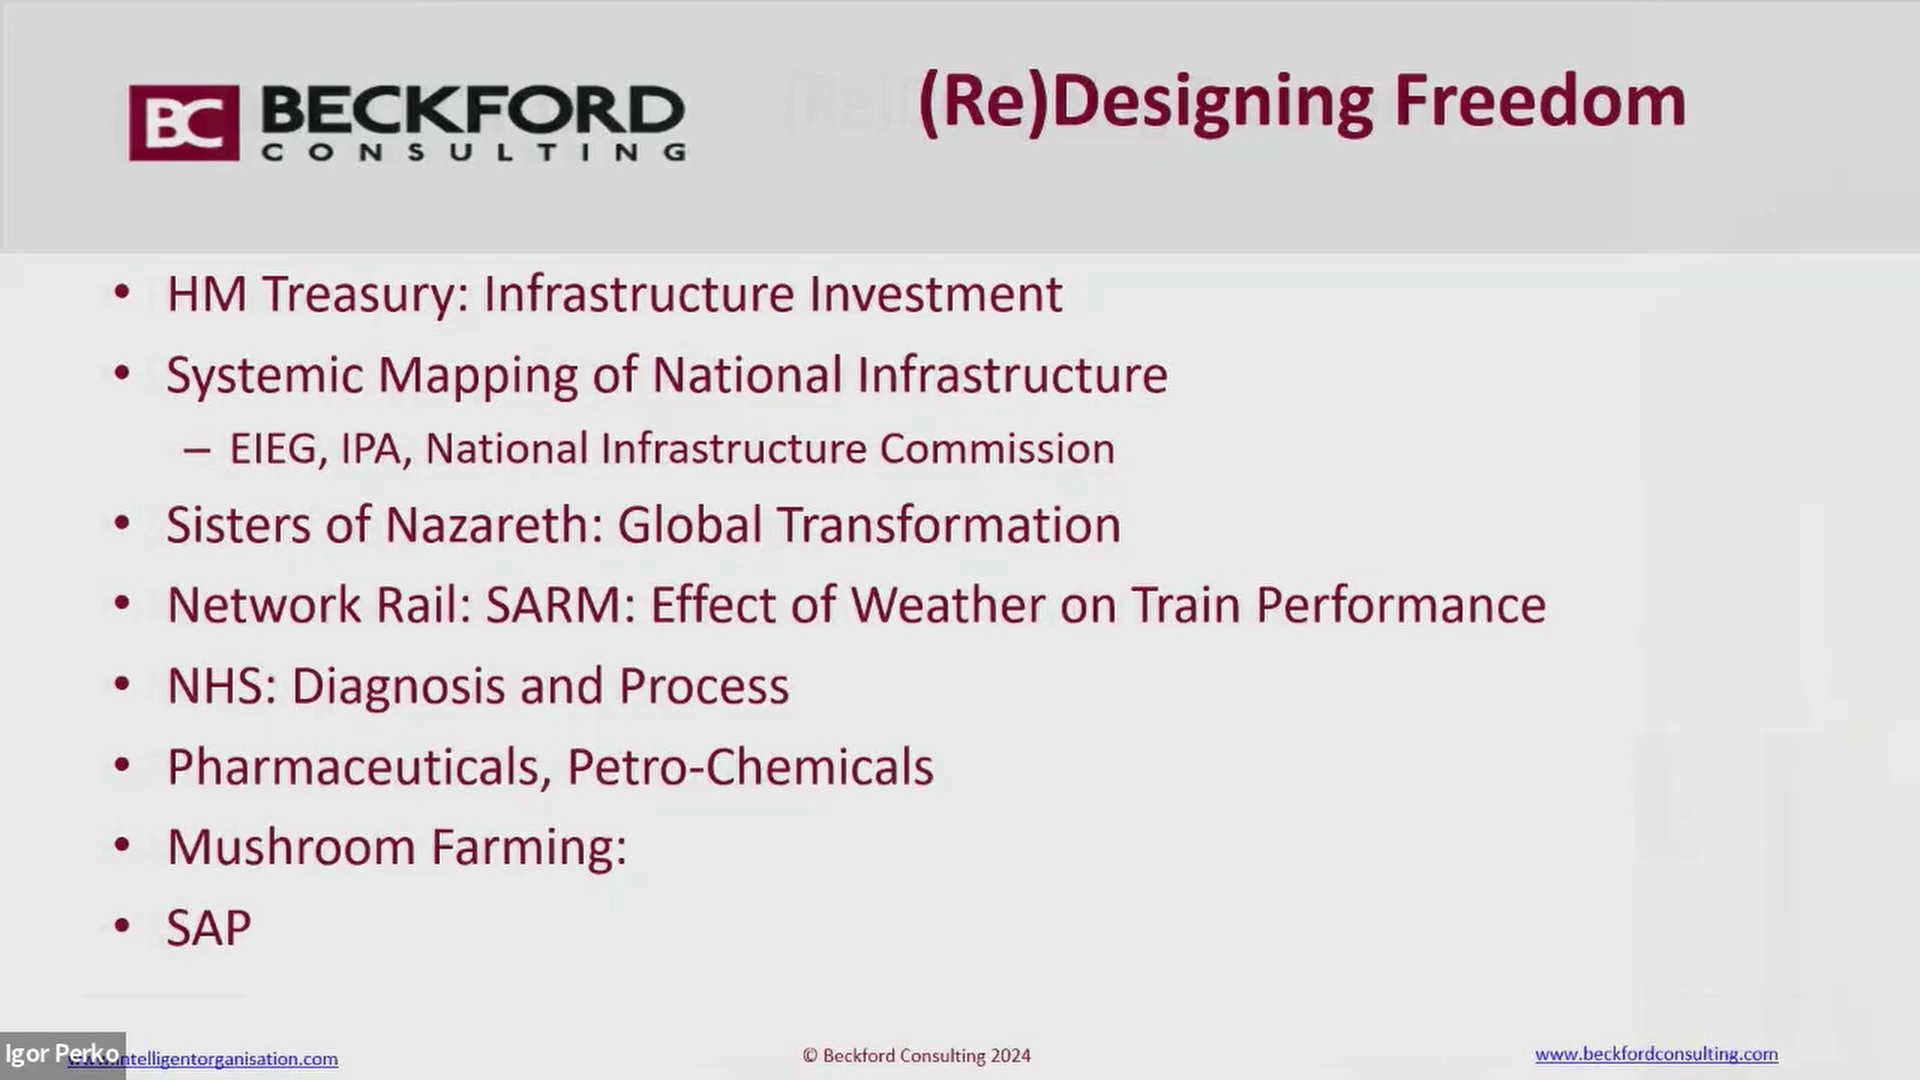 BC BECKFORD
CONSULTING
(Re)Designing Freedom
• HM Treasury: Infrastructure Investment
• Systemic Mapping of National Infrastructure
– EIEG, IPA, National Infrastructure Commission
• Sisters of Nazareth: Global Transformation
• Network Rail: SARM: Effect of Weather on Train Performance
• NHS: Diagnosis and Process
• Pharmaceuticals, Petro-Chemicals
• Mushroom Farming:
• SAP
Igor Perko
intelligentorganisation.com
© Beckford Consulting 2024
www.beckfordconsulting.com